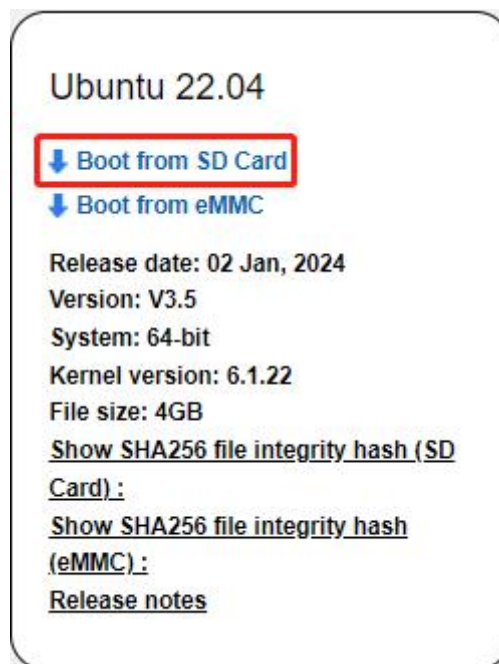 Ubuntu 22.04
Boot from SD Card
Boot from eMMC
Release date: 02 Jan, 2024
Version: V3.5
System: 64-bit
Kernel version: 6.1.22
File size: 4GB
Show SHA256 file integrity hash (SD
Card) :
Show SHA256 file integrity hash
(eMMC) :
Release notes